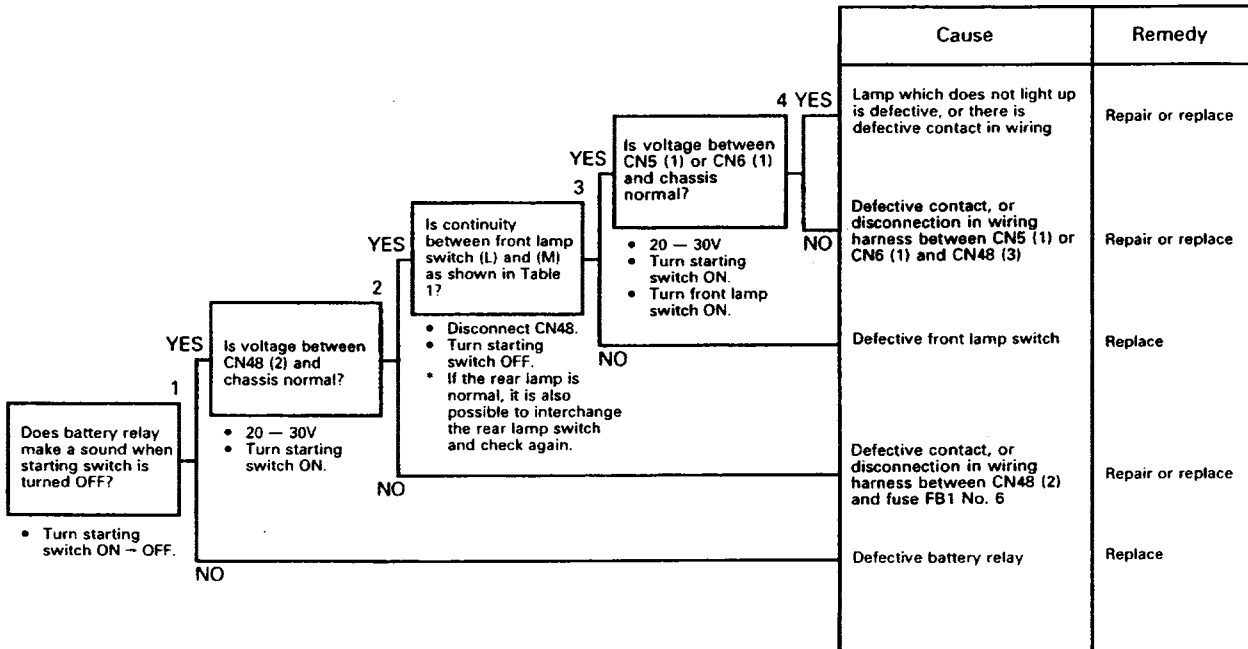 Cause
Remedy
4 YES
Lamp which does not light up
is defective, or there is
defective contact in wiring
Repair or replace
YES
Is voltage between
CN5 (1) or CN6 (1)
and chassis
normal?
• 20 — 30V
• Turn starting
switch ON.
• Turn front lamp
switch ON.
NO
Defective contact, or
disconnection in wiring
harness between CN5 (1) or
CN6 (1) and CN48 (3)
Repair or replace
3
YES
Is continuity
between front lamp
switch (L) and (M)
as shown in Table
1?
• Disconnect CN48.
• Turn starting
switch OFF.
* If the rear lamp is
normal, it is also
possible to interchange
the rear lamp switch
and check again.
NO
Defective front lamp switch
Replace
2
YES
Is voltage between
CN48 (2) and
chassis normal?
• 20 — 30V
• Turn starting
switch ON.
NO
Defective contact, or
disconnection in wiring
harness between CN48 (2)
and fuse FB1 No. 6
Repair or replace
1
Does battery relay
make a sound when
starting switch is
turned OFF?
• Turn starting
switch ON → OFF.
NO
Defective battery relay
Replace